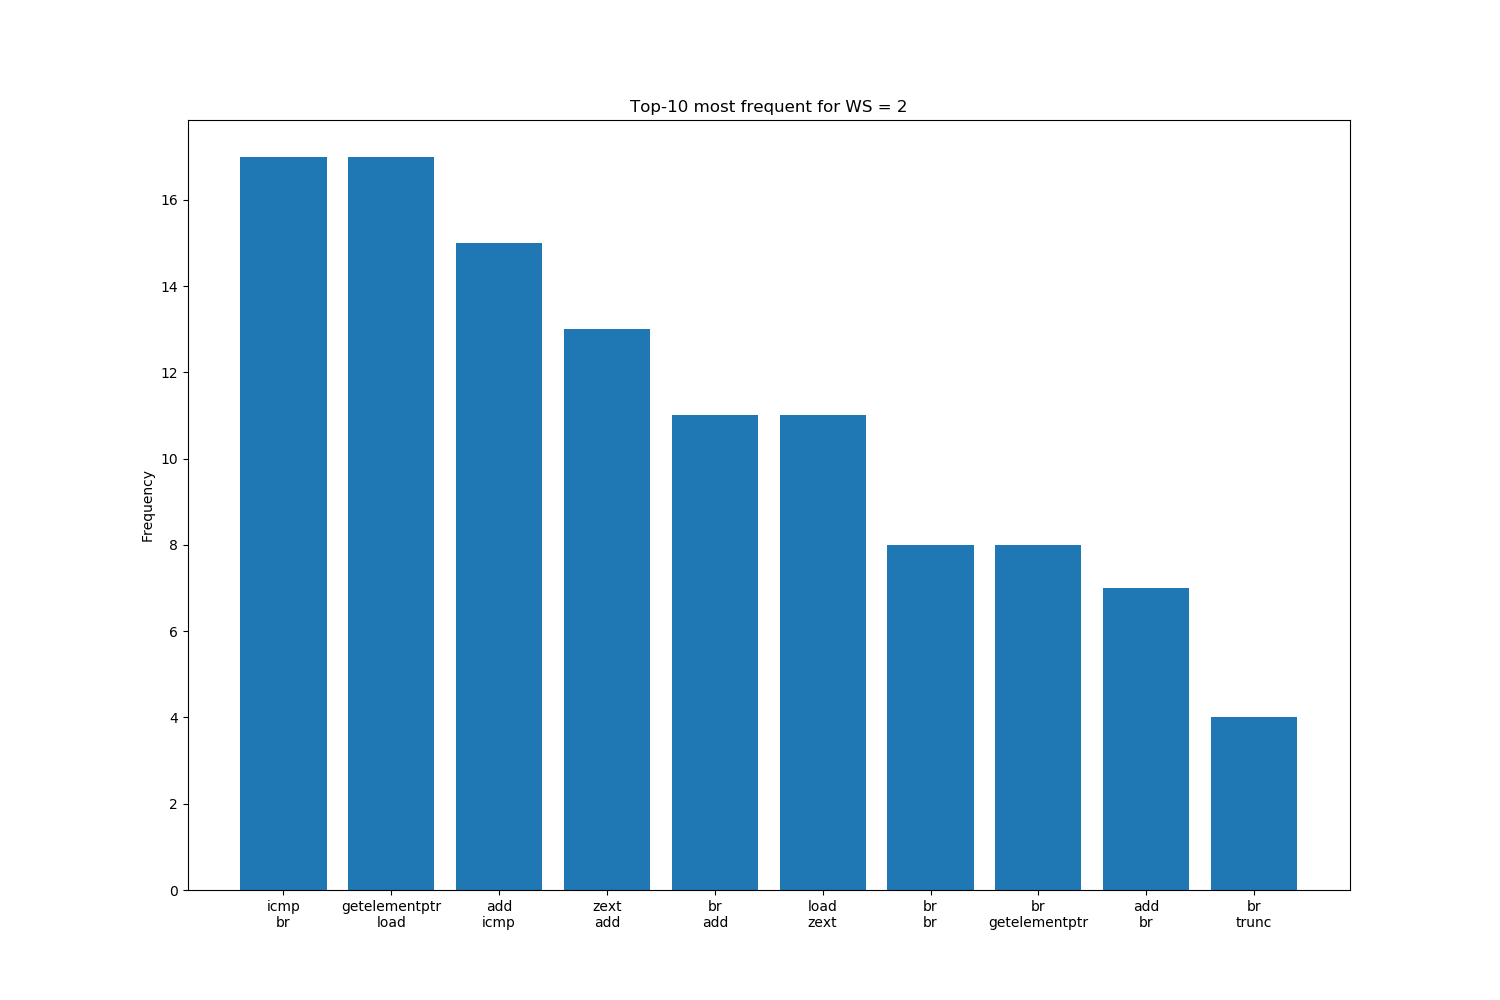 Top-10 most frequent for WS = 2
Frequency
16
14
12
10
8
6
4
2
0
icmp
br
getelementptr
load
add
icmp
zext
add
br
add
load
zext
br
br
br
getelementptr
add
br
br
trunc